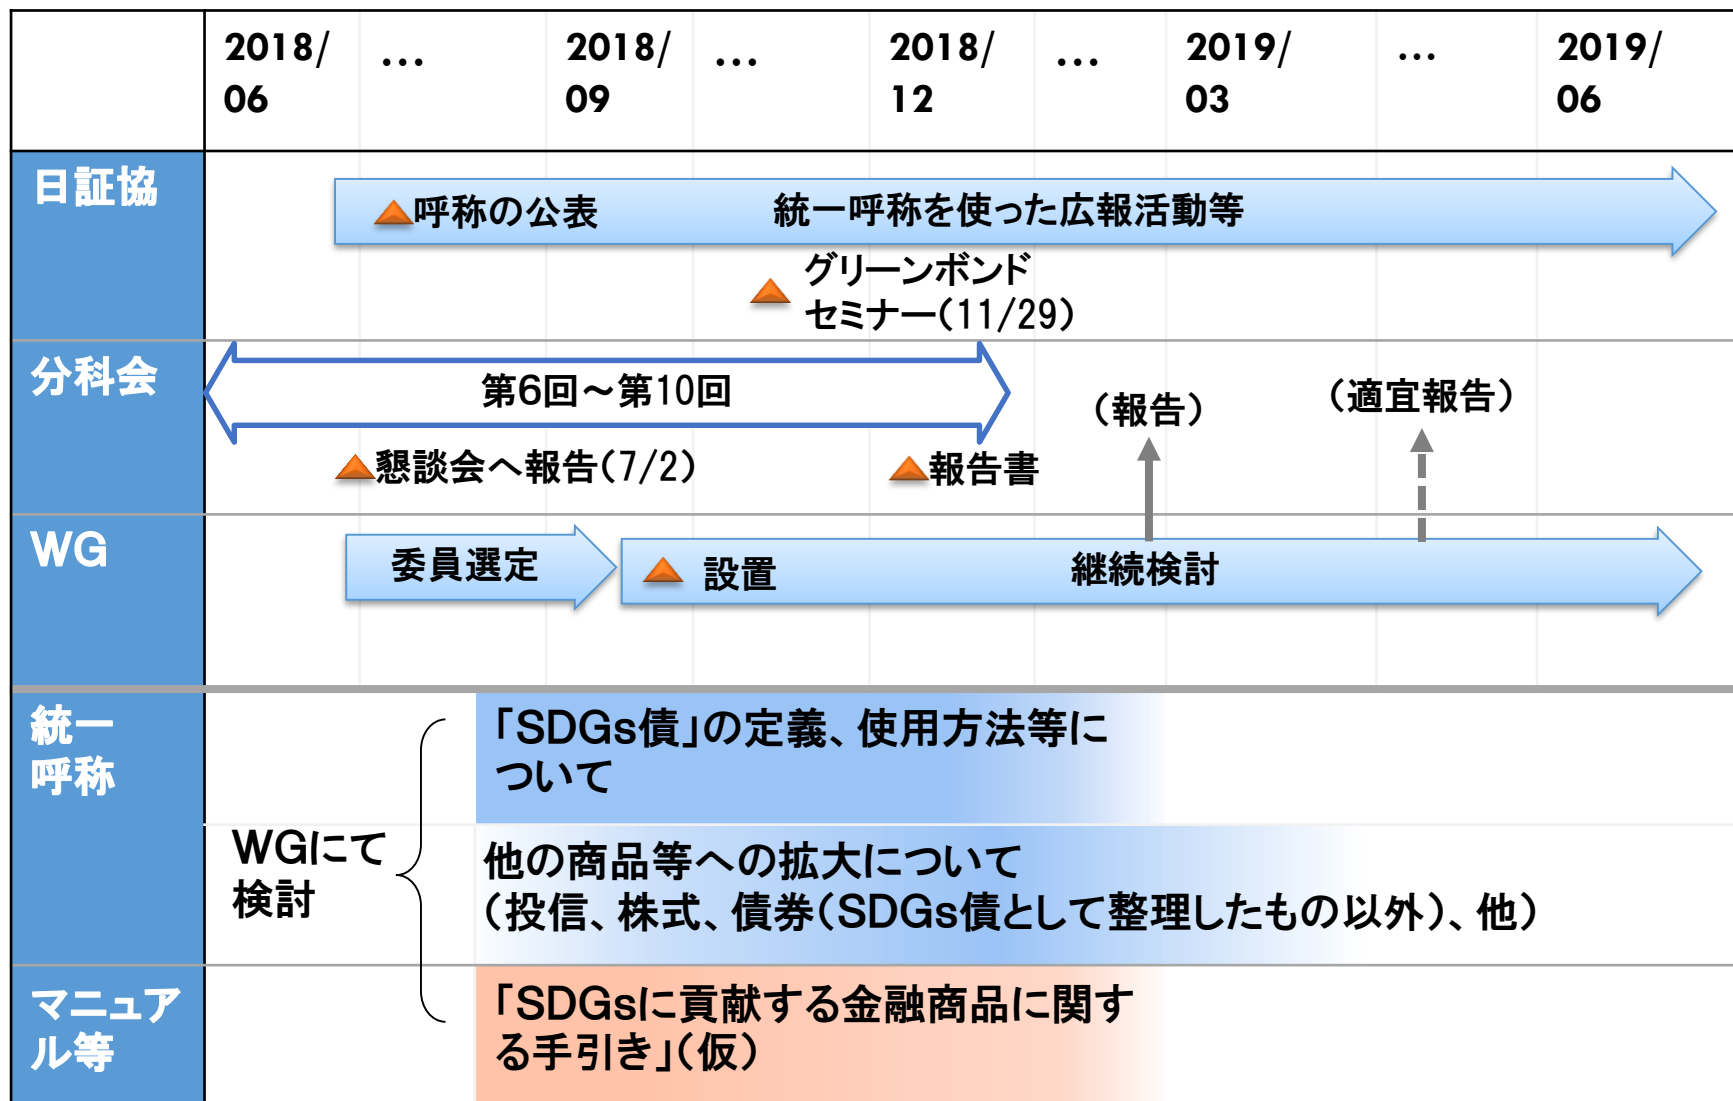 2018/
06
…
2018/
09
…
2018/
12
…
2019/
03
…
2019/
06
日証協
呼称の公表
統一呼称を使った広報活動等
グリーンボンド
セミナー(11/29)
分科会
第6回～第10回
懇談会へ報告(7/2)
報告書
（報告）
（適宜報告）
WG
委員選定
設置
継続検討
統一
呼称
WGにて
検討
「SDGs債」の定義、使用方法等に
ついて
他の商品等への拡大について
（投信、株式、債券（SDGs債として整理したもの以外）、他）
マニュア
ル等
「SDGsに貢献する金融商品に関す
る手引き」（仮）